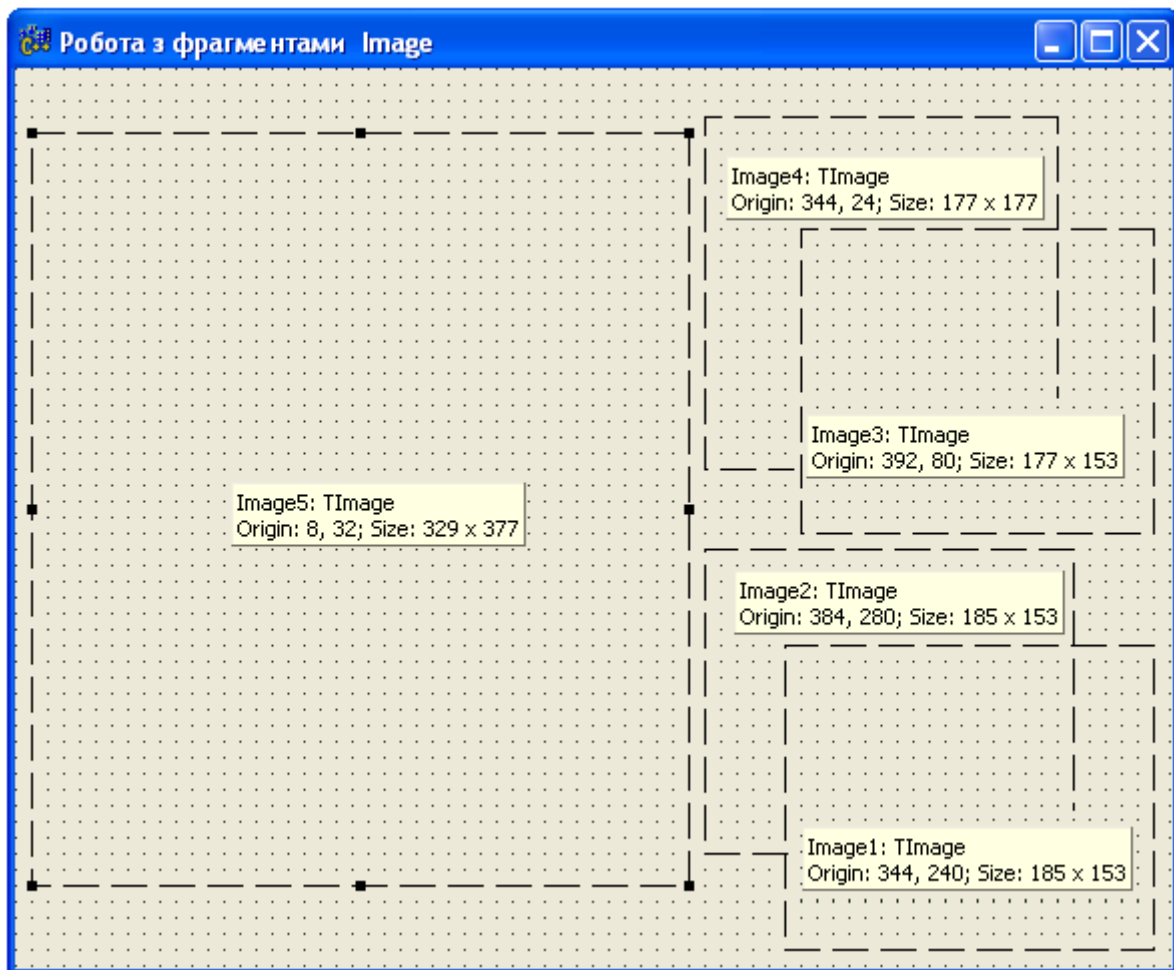 Робота з фрагментами Image
Image4: TImage
Origin: 344, 24; Size: 177 x 177
Image3: TImage
Origin: 392, 80; Size: 177 x 153
Image5: TImage
Origin: 8, 32; Size: 329 x 377
Image2: TImage
Origin: 384, 280; Size: 185 x 153
Image1: TImage
Origin: 344, 240; Size: 185 x 153